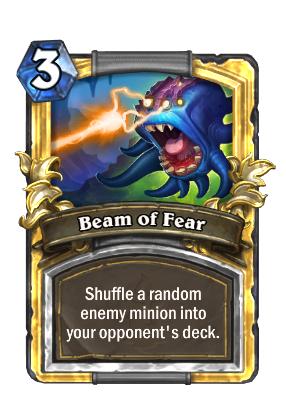 3
Beam of Fear
Shuffle a random
enemy minion into
your opponent's deck.